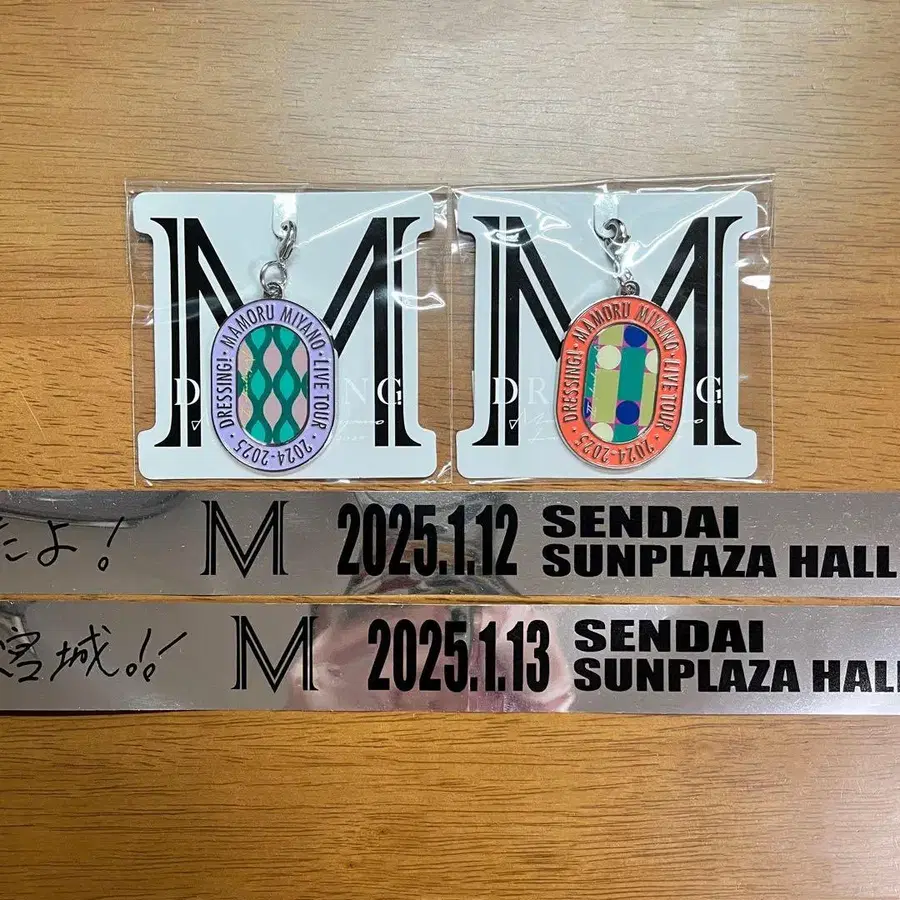 M
DRESSING!
DRESSING! · MAMORU MIYANO · LIVE TOUR · 2024-2025 ·
M
DRESSING!
DRESSING! · MAMORU MIYANO · LIVE TOUR · 2024-2025 ·
たよ! M 2025.1.12 SENDAI
SUNPLAZA HALL
宮城!! M 2025.1.13 SENDAI
SUNPLAZA HALL